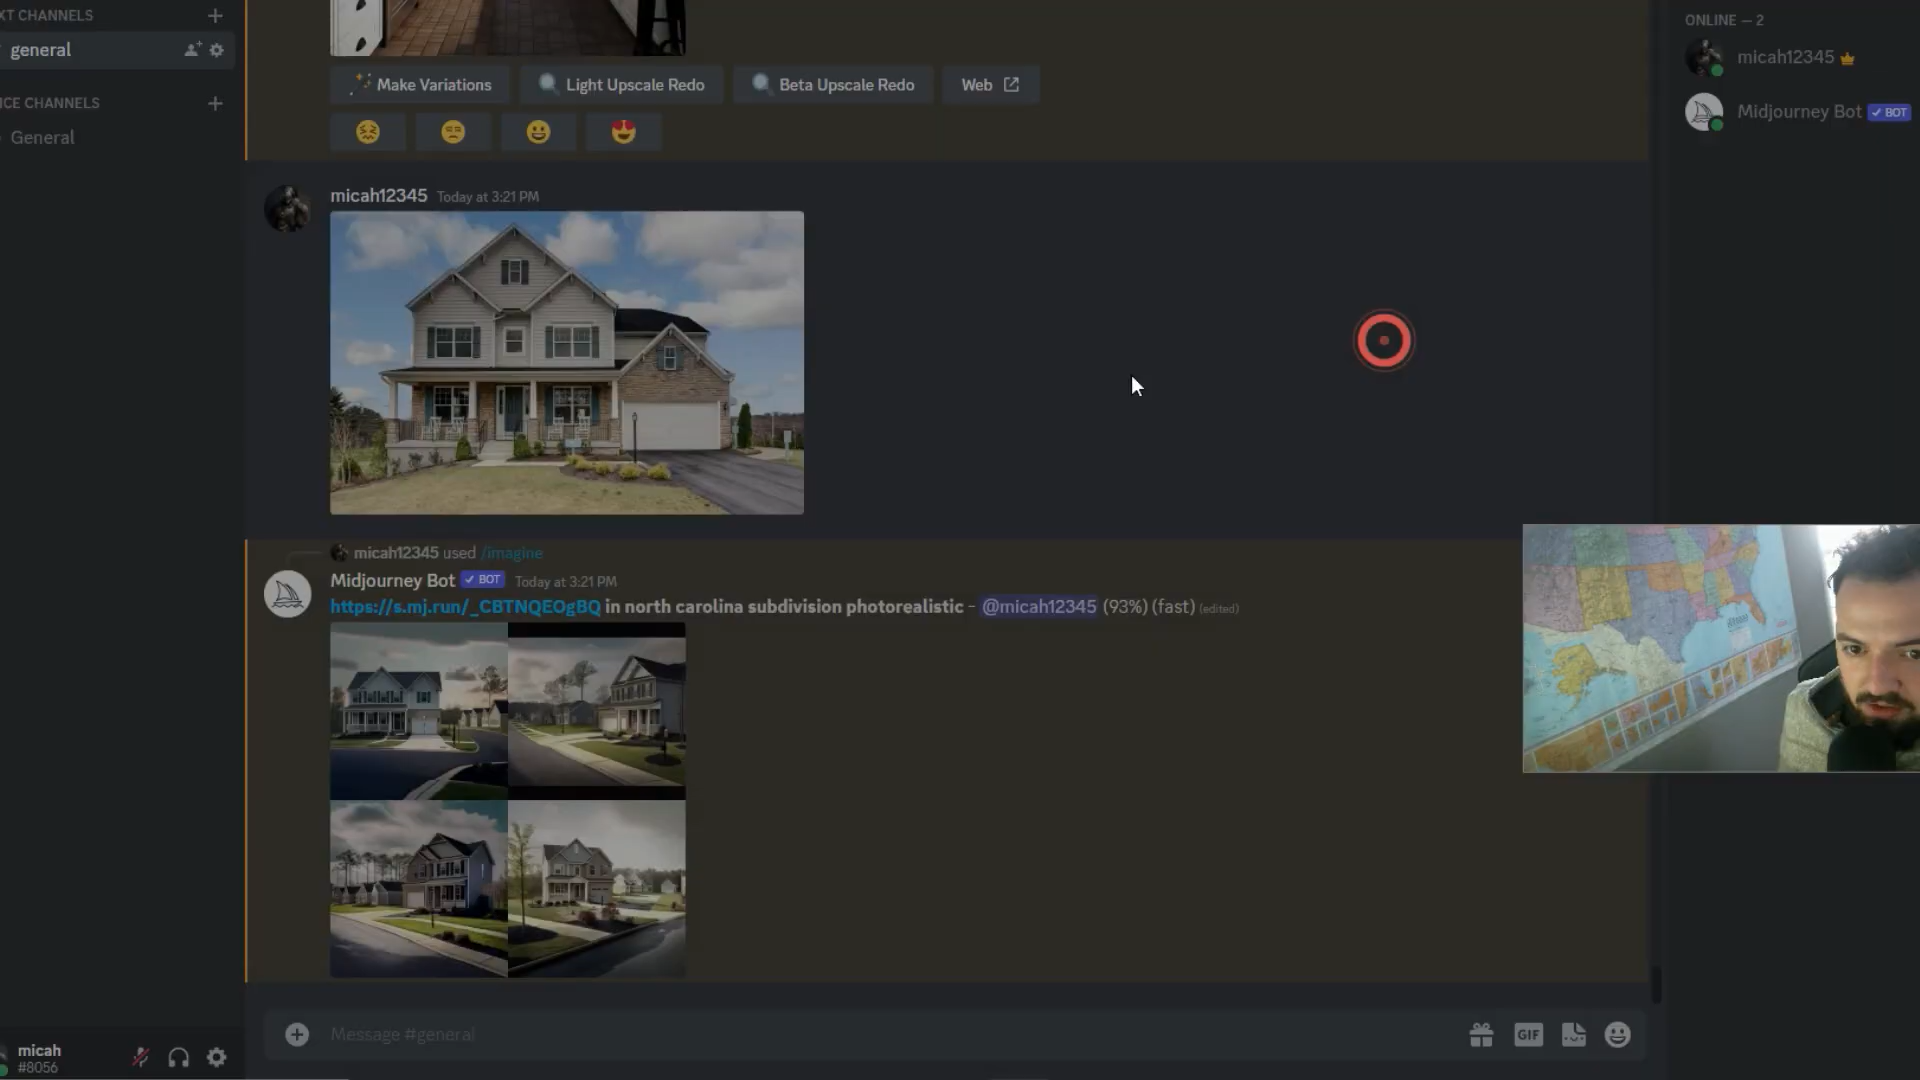 XT CHANNELS
general
ICE CHANNELS
General
Make Variations
Light Upscale Redo
Beta Upscale Redo
Web
micah12345 Today at 3:21 PM
micah12345 used /imagine
Midjourney Bot BOT Today at 3:21 PM
https://s.mj.run/_CBTNQEOgBQ in north carolina subdivision photorealistic - @micah12345 (93%) (fast) (edited)
Message #general
GIF
micah
#8056
ONLINE — 2
micah12345
Midjourney Bot BOT